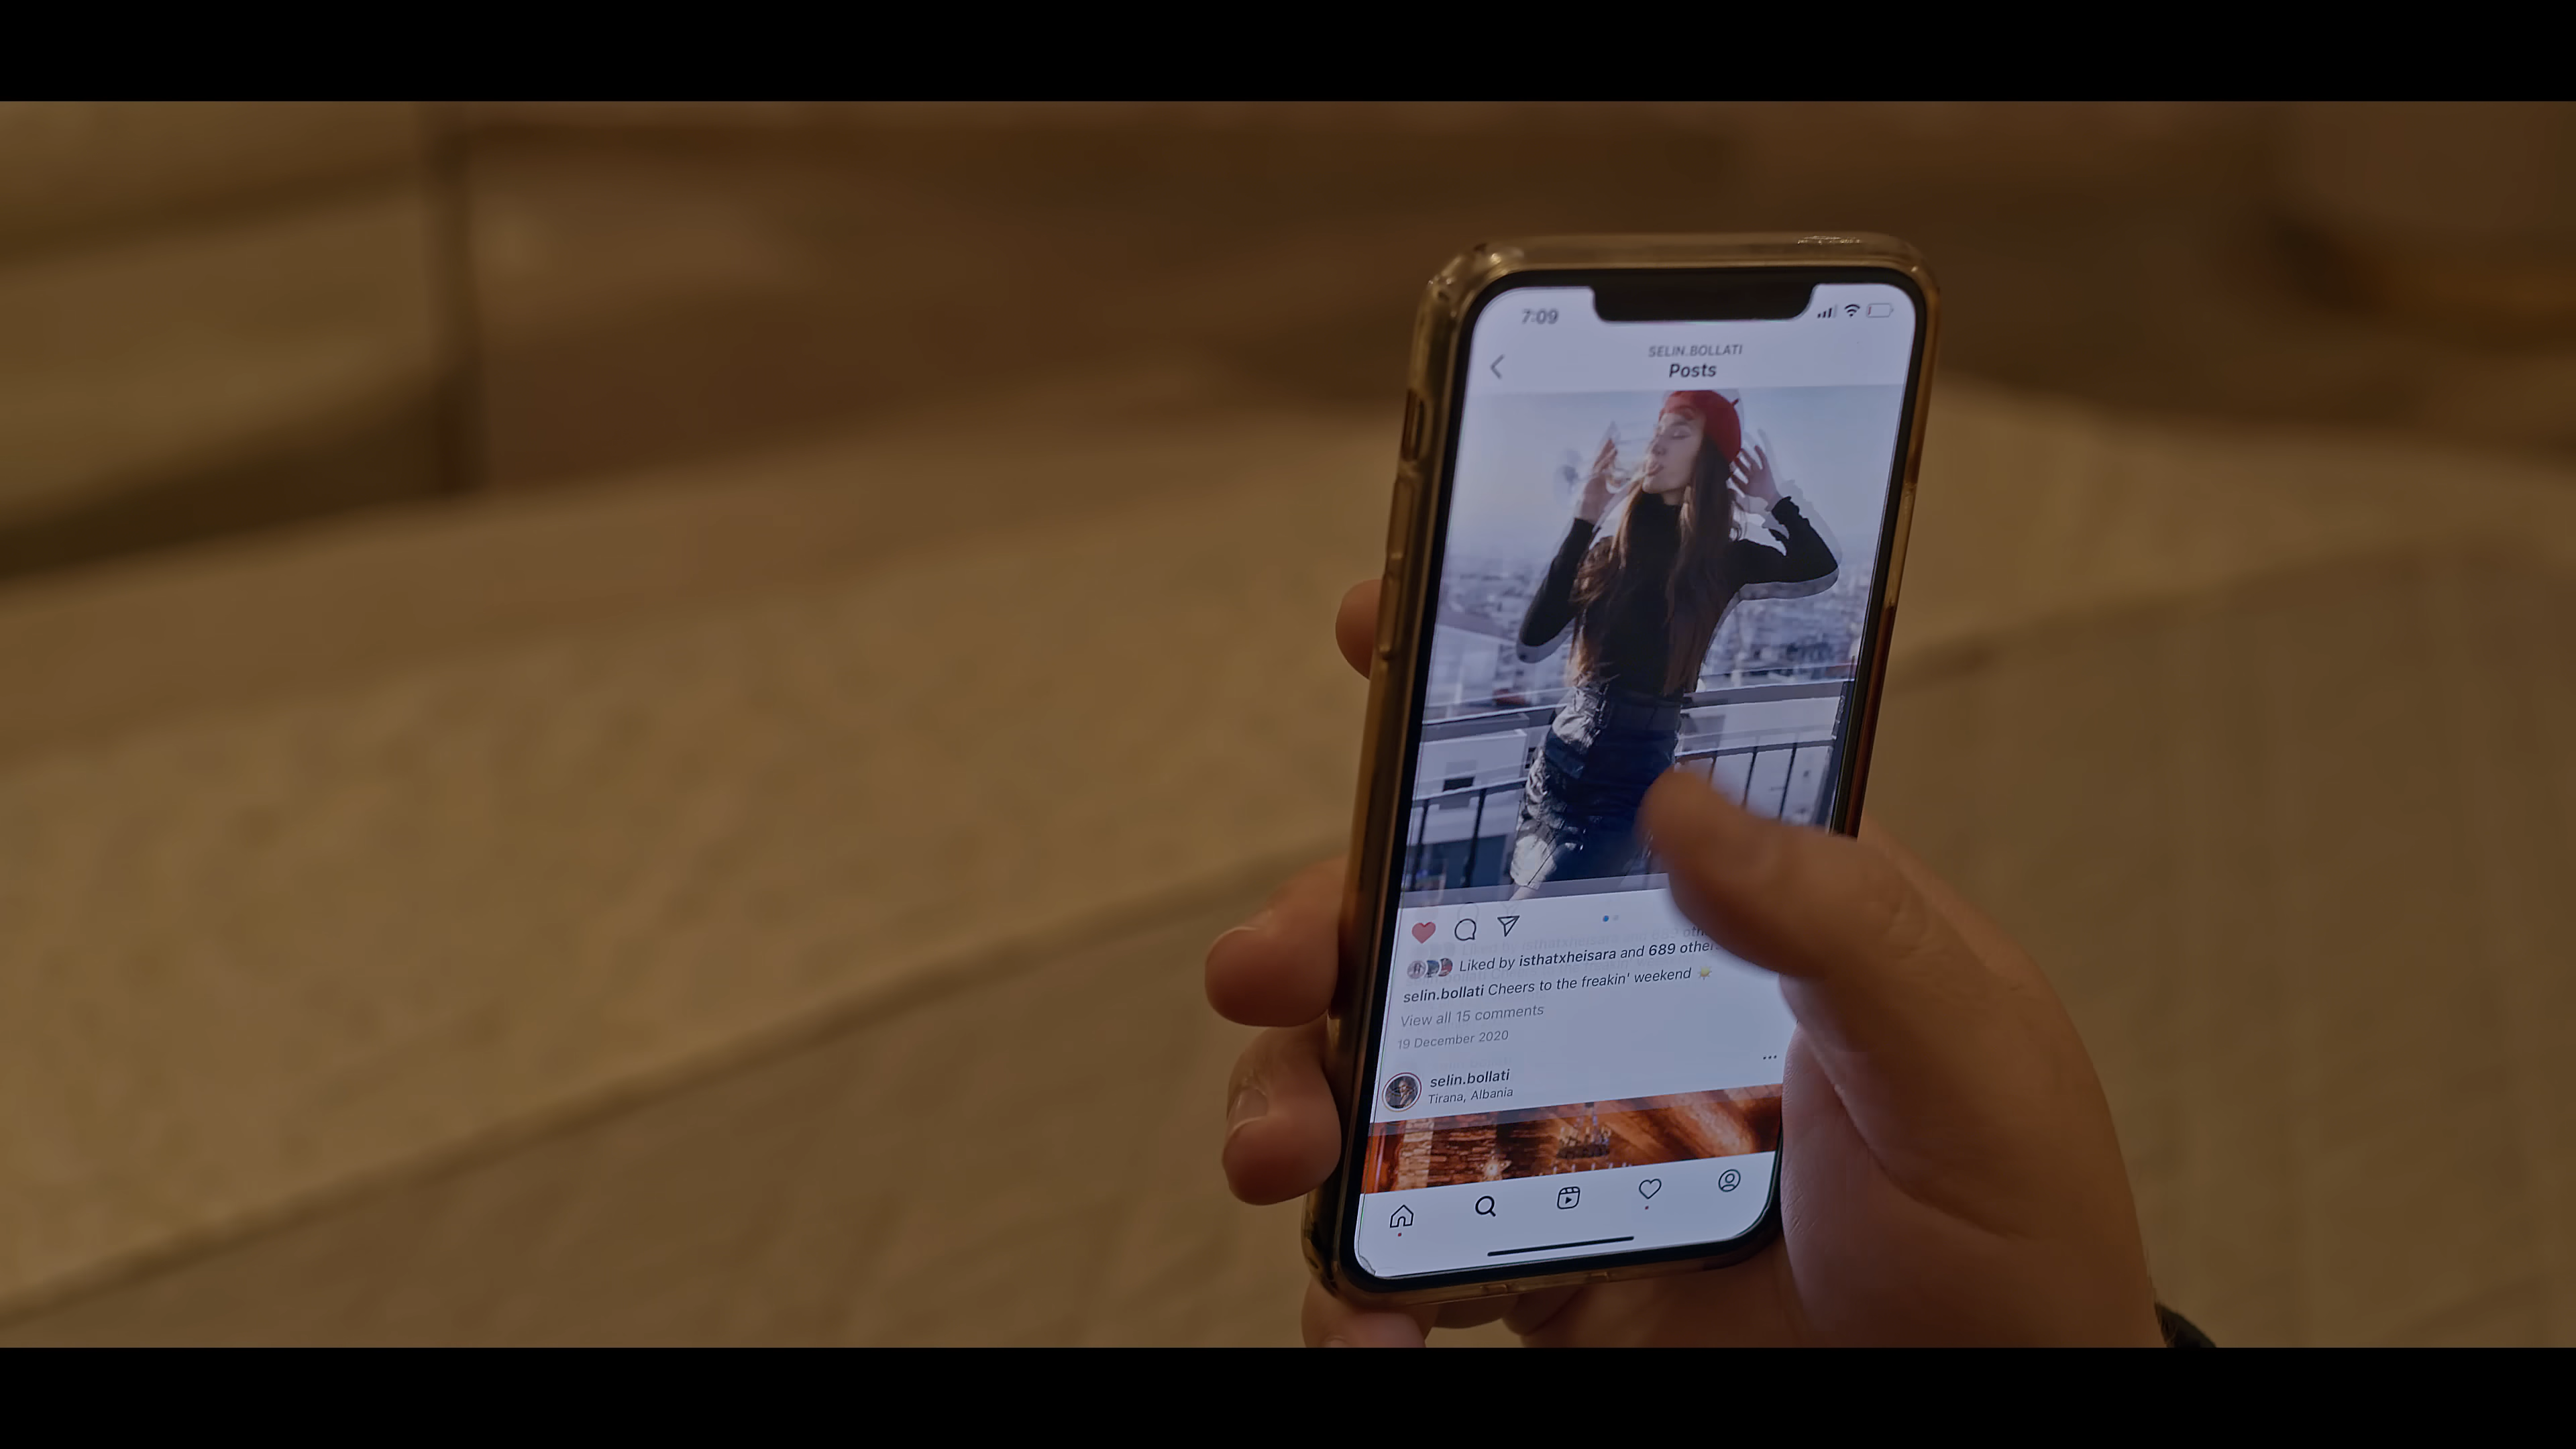 7:09
SELIN.BOLLATI
Posts
Liked by isthatxheisara and 689 others
selin.bollati Cheers to the freakin' weekend ☀️
View all 15 comments
19 December 2020
selin.bollati
Tirana, Albania